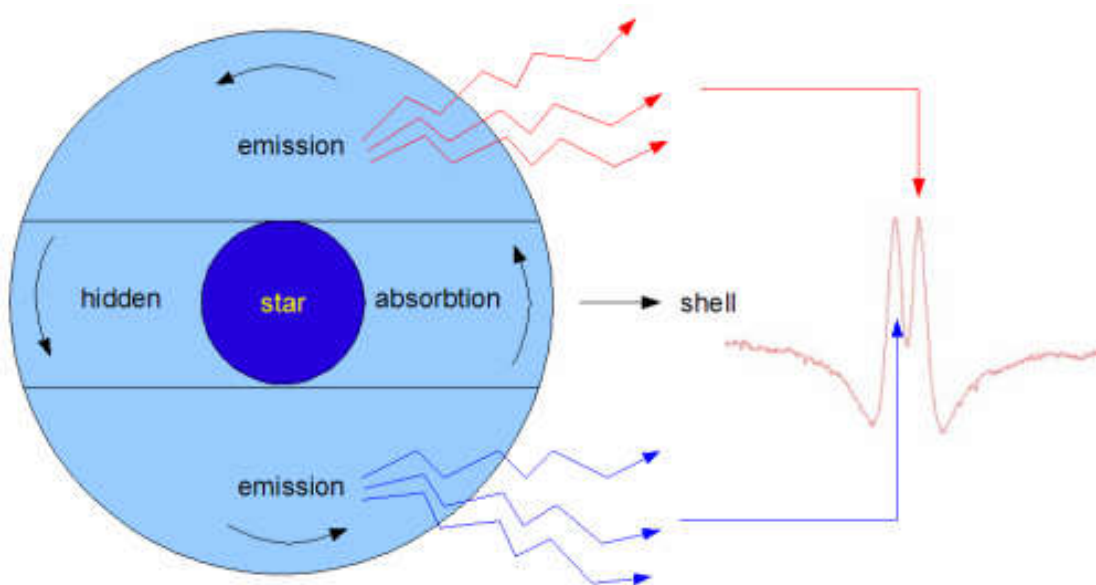 emission
hidden
star
absorbtion
shell
emission